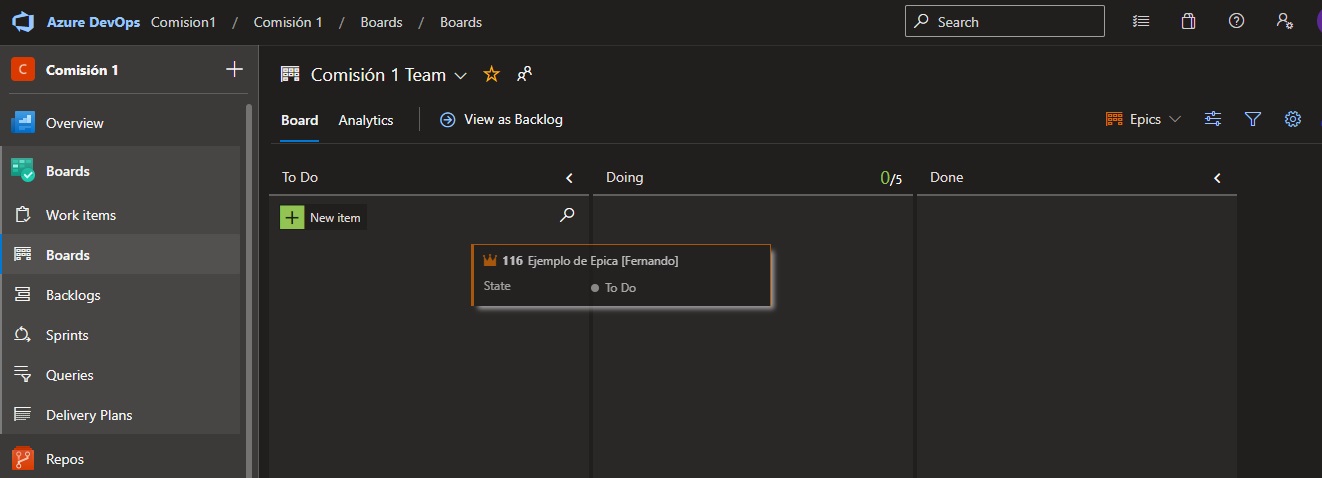 Azure DevOps Comision1 / Comisión 1 / Boards / Boards
Search
C Comisión 1
Overview
Boards
Work items
Boards
Backlogs
Sprints
Queries
Delivery Plans
Repos
Comisión 1 Team
Board Analytics View as Backlog
Epics
To Do
Doing 0/5
Done
New item
116 Ejemplo de Epica [Fernando]
State To Do